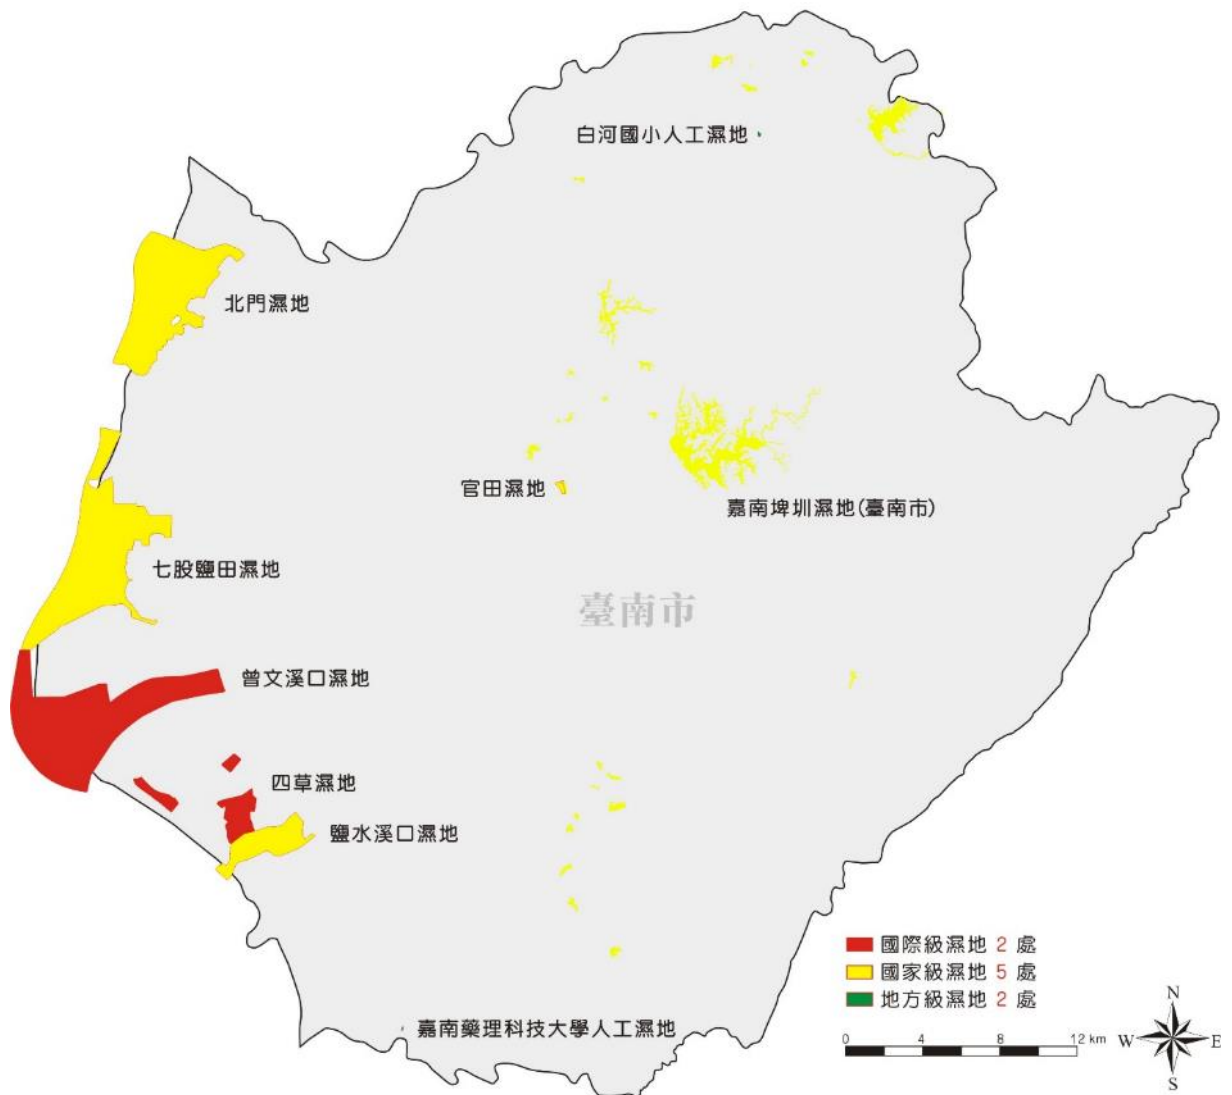 白河國小人工濕地
北門濕地
官田濕地
嘉南埤圳濕地(臺南市)
七股鹽田濕地
臺南市
曾文溪口濕地
四草濕地
鹽水溪口濕地
國際級濕地 2 處
國家級濕地 5 處
地方級濕地 2 處
嘉南藥理科技大學人工濕地
0 4 8 12 km
N
W E
S